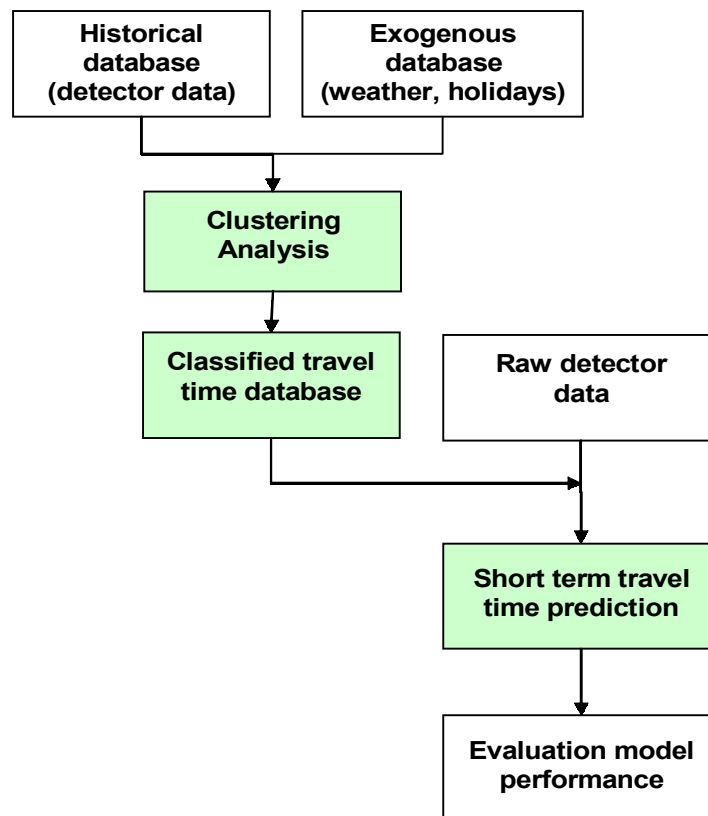 Historical
database
(detector data)
Exogenous
database
(weather, holidays)
Clustering
Analysis
Classified travel
time database
Raw detector
data
Short term travel
time prediction
Evaluation model
performance